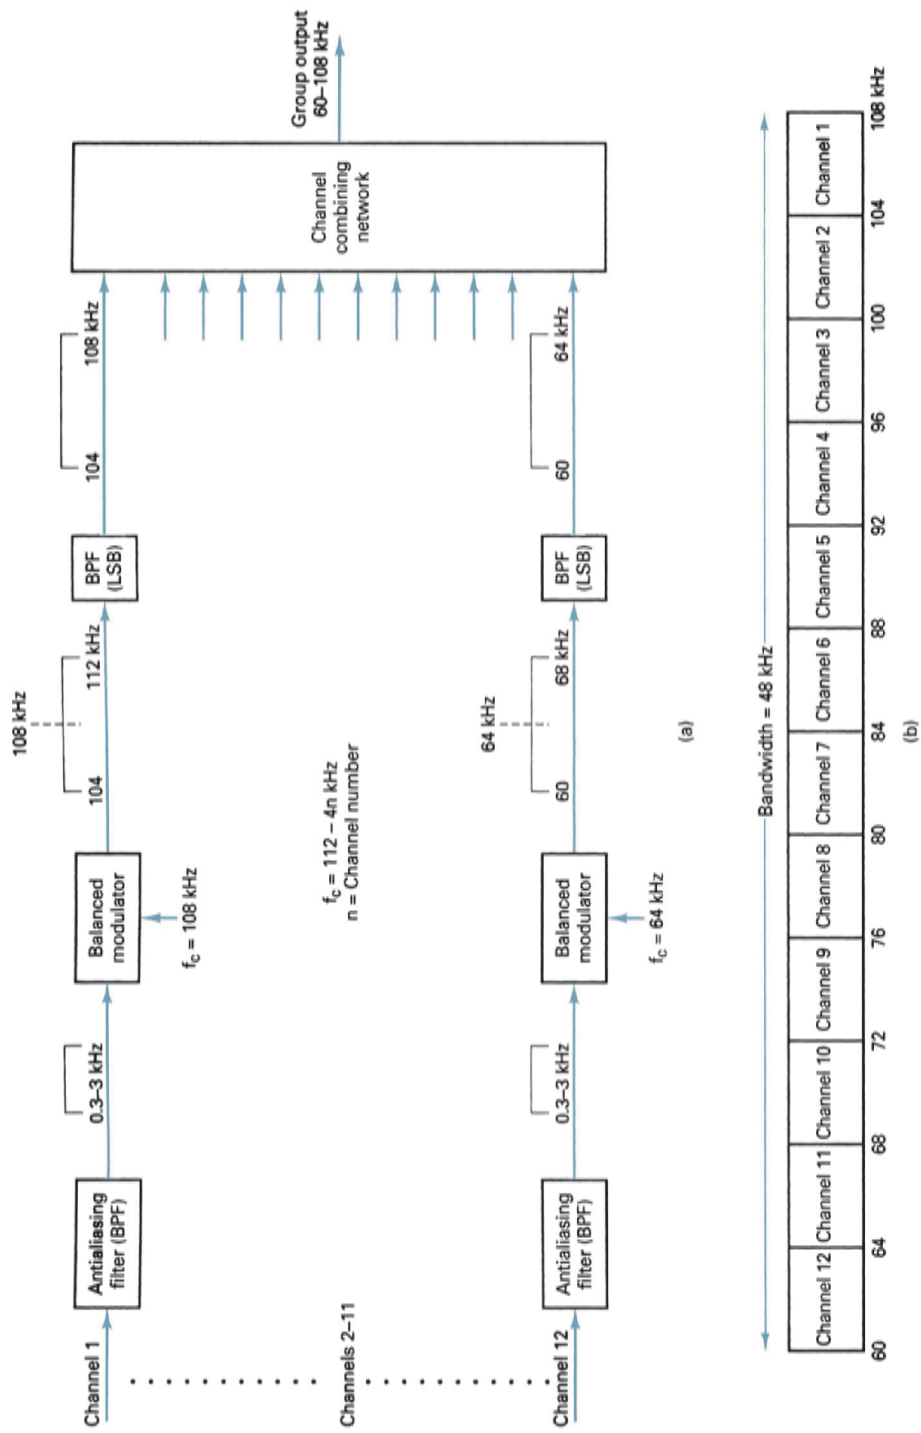 Channel 1
Antialiasing
filter (BPF)
0.3–3 kHz
Balanced
modulator
f_c = 108 kHz
108 kHz
104
112 kHz
BPF
(LSB)
104
108 kHz
Channel
combining
network
Group output
60–108 kHz
Channels 2–11
f_c = 112 – 4n kHz
n = Channel number
Channel 12
Antialiasing
filter (BPF)
0.3–3 kHz
Balanced
modulator
f_c = 64 kHz
64 kHz
60
68 kHz
BPF
(LSB)
60
64 kHz
(a)
Bandwidth = 48 kHz
Channel 12 Channel 11 Channel 10 Channel 9 Channel 8 Channel 7 Channel 6 Channel 5 Channel 4 Channel 3 Channel 2 Channel 1
60 64 68 72 76 80 84 88 92 96 100 104 108 kHz
(b)